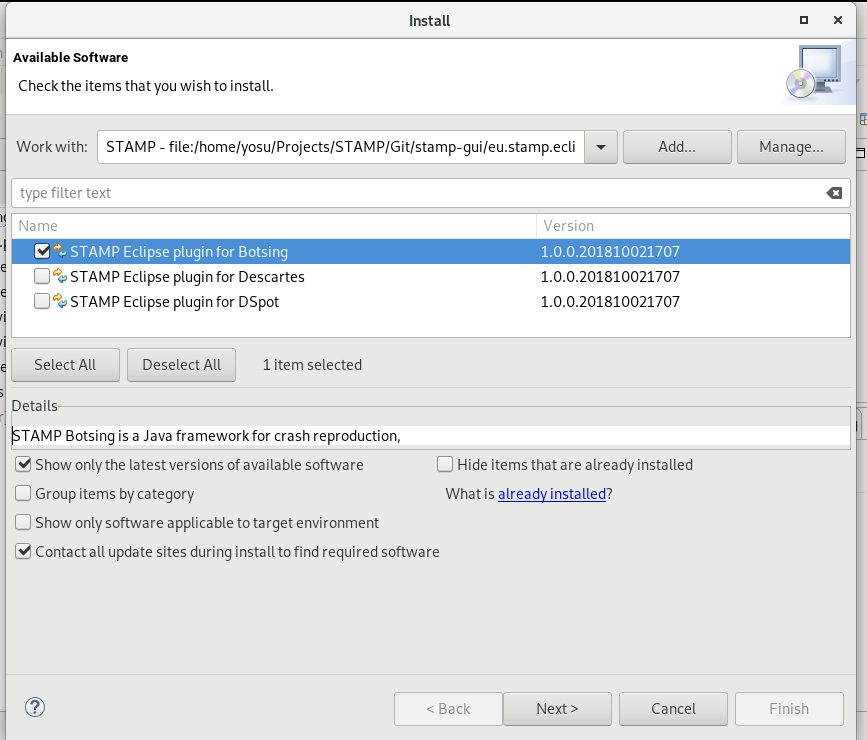 Install
Available Software
Check the items that you wish to install.
Work with: STAMP - file:/home/yosu/Projects/STAMP/Git/stamp-gui/eu.stamp.ecli Add... Manage...
type filter text
Name Version
STAMP Eclipse plugin for Botsing 1.0.0.201810021707
STAMP Eclipse plugin for Descartes 1.0.0.201810021707
STAMP Eclipse plugin for DSpot 1.0.0.201810021707
Select All Deselect All 1 item selected
Details
STAMP Botsing is a Java framework for crash reproduction,
Show only the latest versions of available software Hide items that are already installed
Group items by category What is already installed?
Show only software applicable to target environment
Contact all update sites during install to find required software
? < Back Next > Cancel Finish